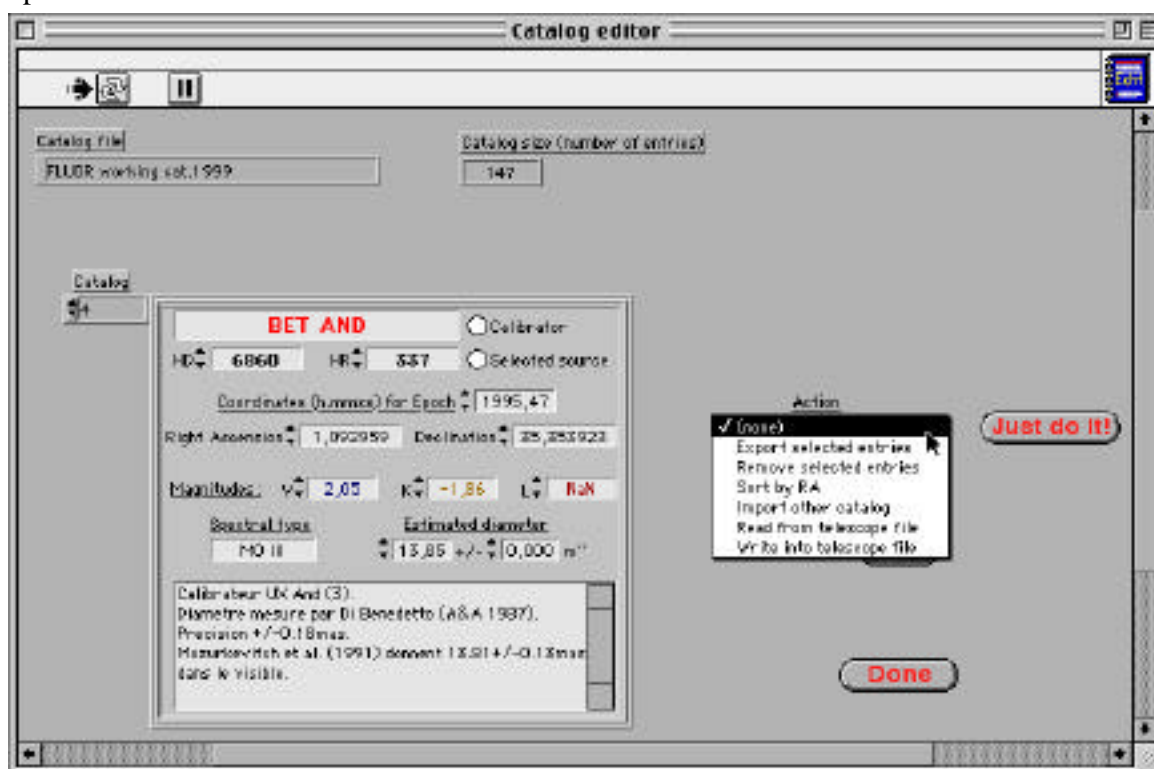 Catalog editor
Edit
Catalog file
FLUOR working cat.1999
Catalog size (number of entries)
147
Catalog
4
BET AND
Calibrator
HD 6860 HR 337 Selected source
Coordinates (h.mmss) for Epoch 1995,47
Right Ascension 1,092959 Declination 35,353923
Magnitudes: V 2,05 K -1,86 L NaN
Spectral type
M0 III
Estimated diameter
13,85 +/- 0,000 m"
Calibrateur UX And (3).
Diametre mesure par Di Benedetto (A&A 1987).
Precision +/-0.18mas.
Mozurkevitch et al. (1991) donnent 13.81+/-0.13mas
dans le visible.
Action
✓ (none)
Export selected entries
Remove selected entries
Sort by RA
Import other catalog
Read from telescope file
Write into telescope file
Just do it!
Done